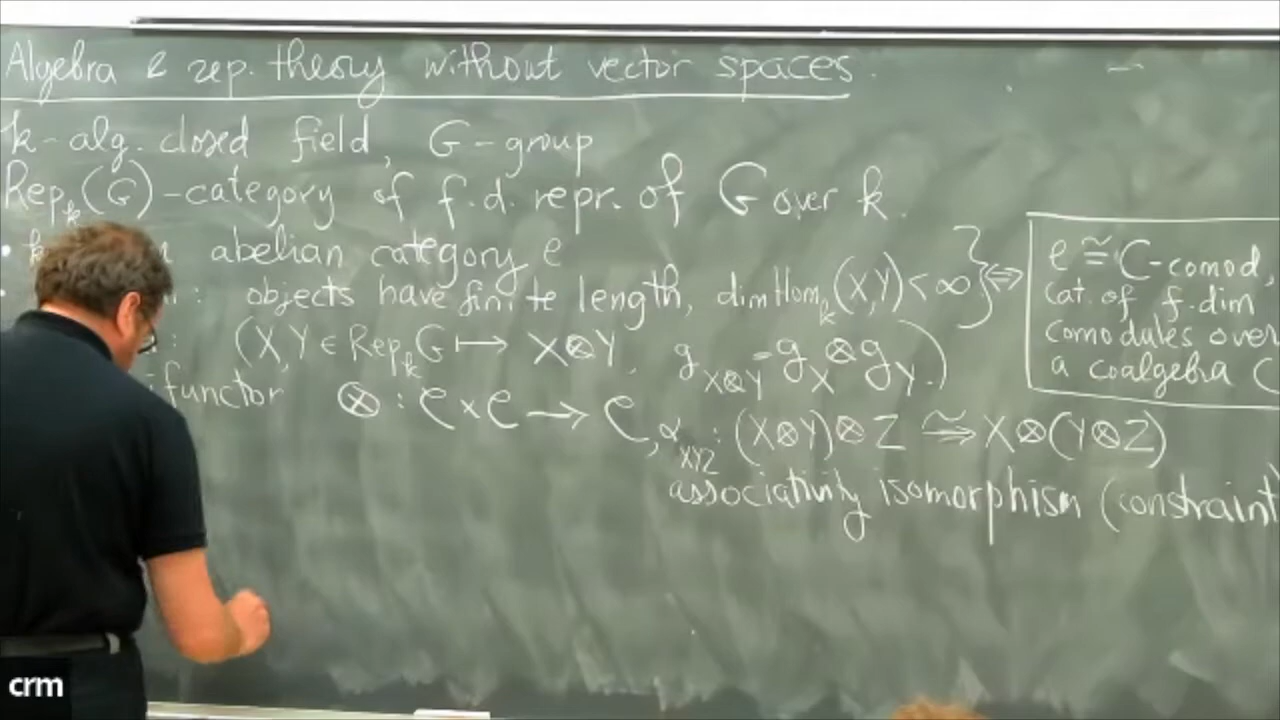 Algebra & rep. theory without vector spaces.
k-alg. closed field, G-group
Rep_k(G)-category of f.d. repr. of G over k.
• abelian category C
: objects have finite length, dim Hom_k(X,Y)<∞ } ⇔
: (X,Y ∈ Rep_k G ⟼ X⊗Y, g_{X⊗Y} = g_X ⊗ g_Y.)
functor ⊗ : C × C → C, α_{XYZ} : (X⊗Y)⊗Z ≅→ X⊗(Y⊗Z)
associativity isomorphism (constraint)
C ≅ C-comod,
cat. of f.dim
comodules over
a coalgebra C
crm